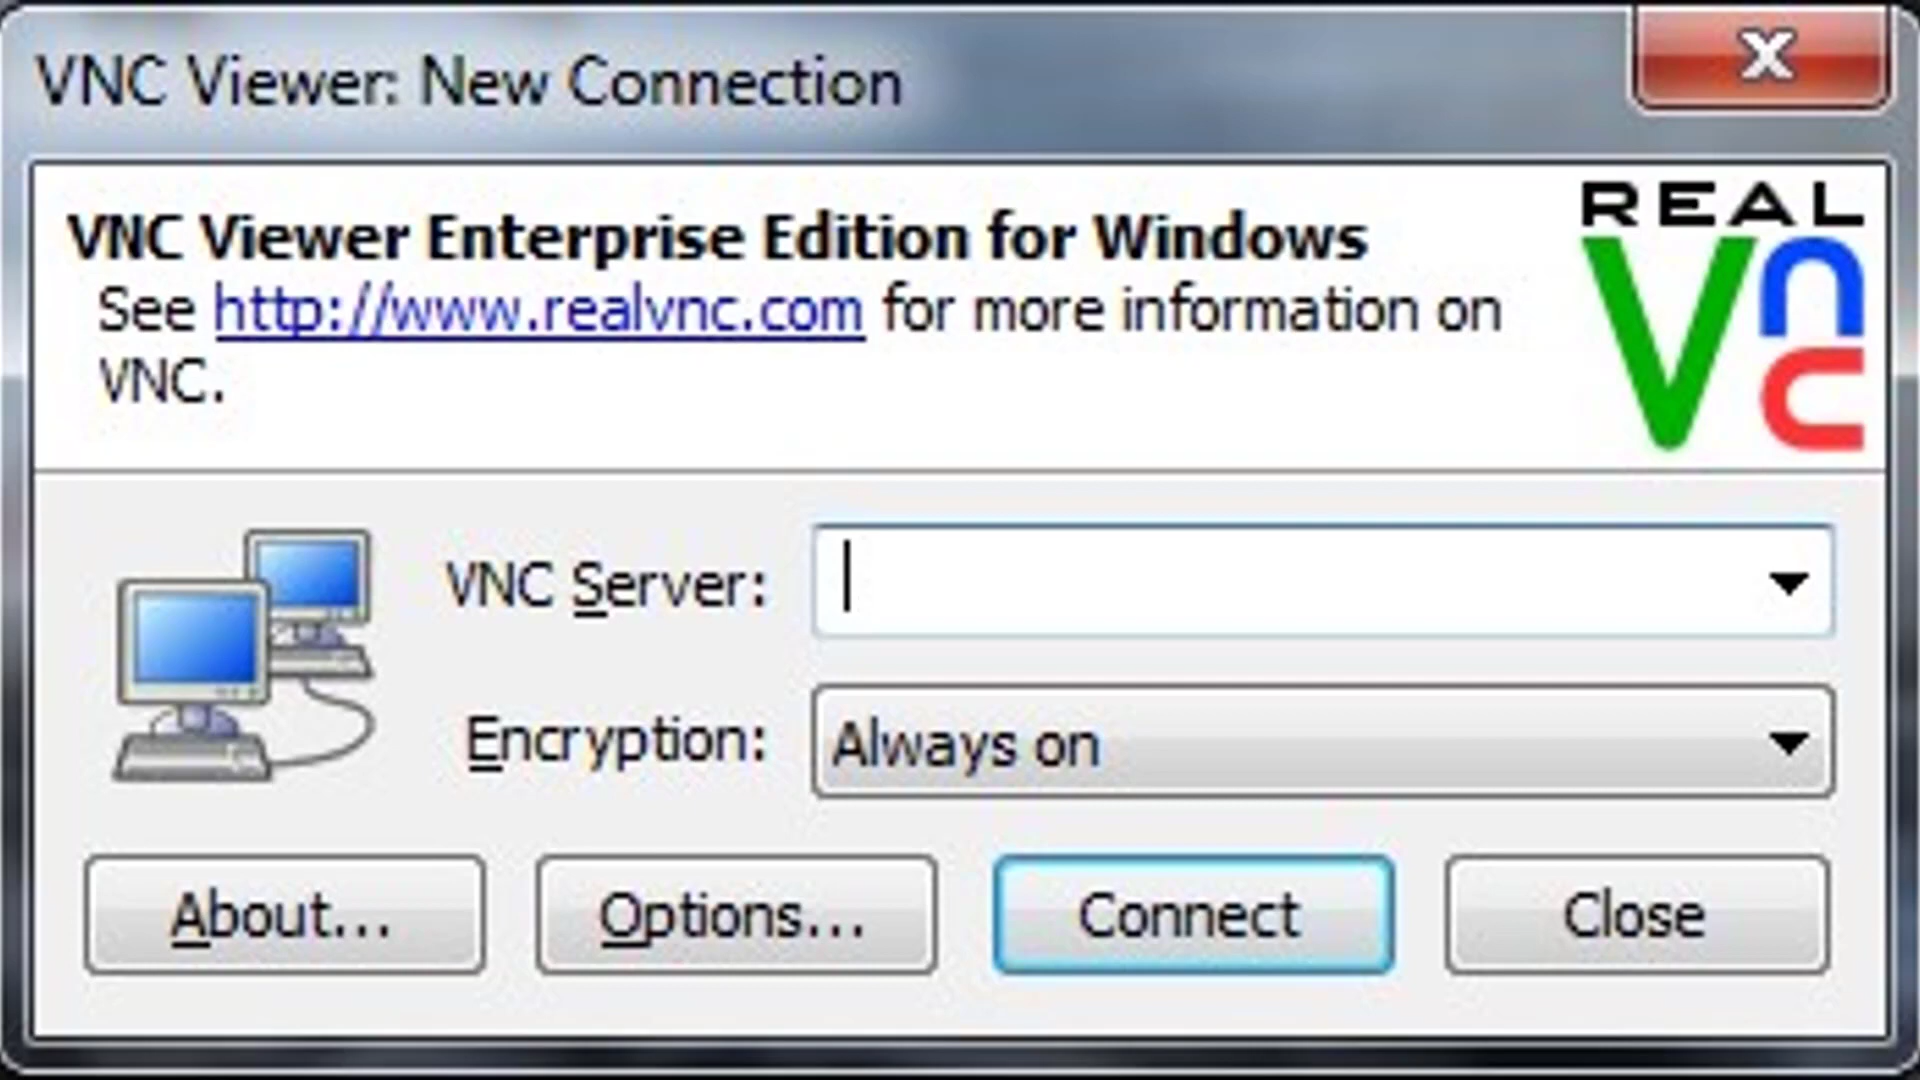 VNC Viewer: New Connection
X
VNC Viewer Enterprise Edition for Windows
See http://www.realvnc.com for more information on
VNC.
REAL
Vnc
VNC Server:
Encryption: Always on
About... Options... Connect Close